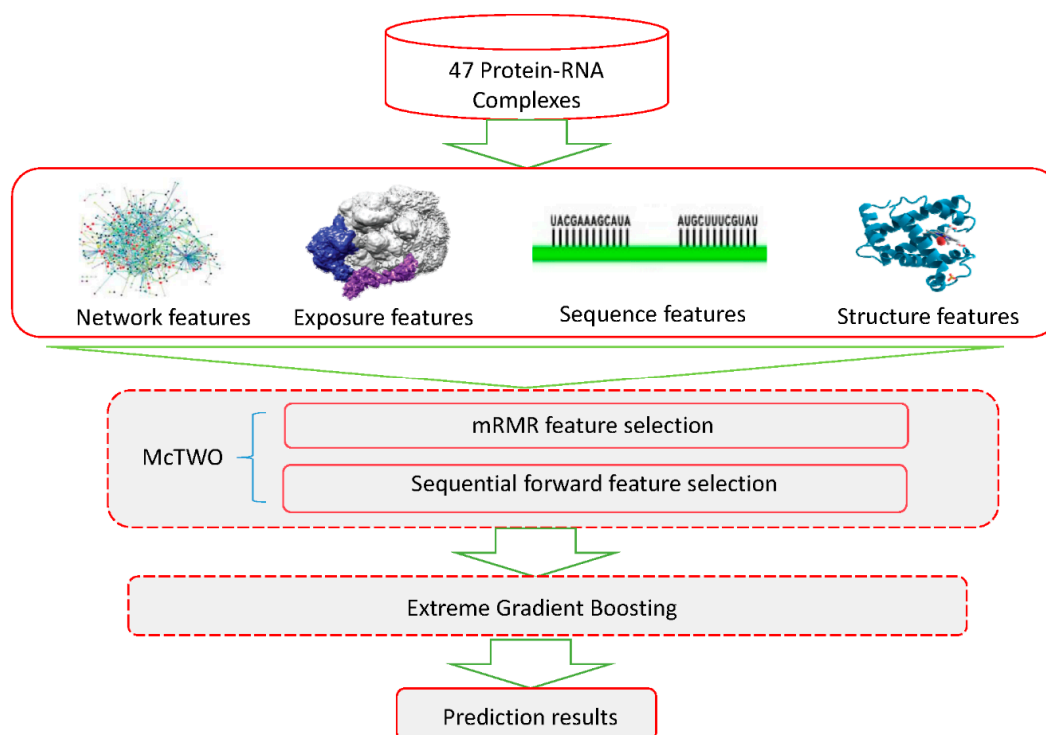 47 Protein-RNA
Complexes
UACGAAAGCAUA
AUGCUUUCGUAU
Network features
Exposure features
Sequence features
Structure features
McTWO
mRMR feature selection
Sequential forward feature selection
Extreme Gradient Boosting
Prediction results